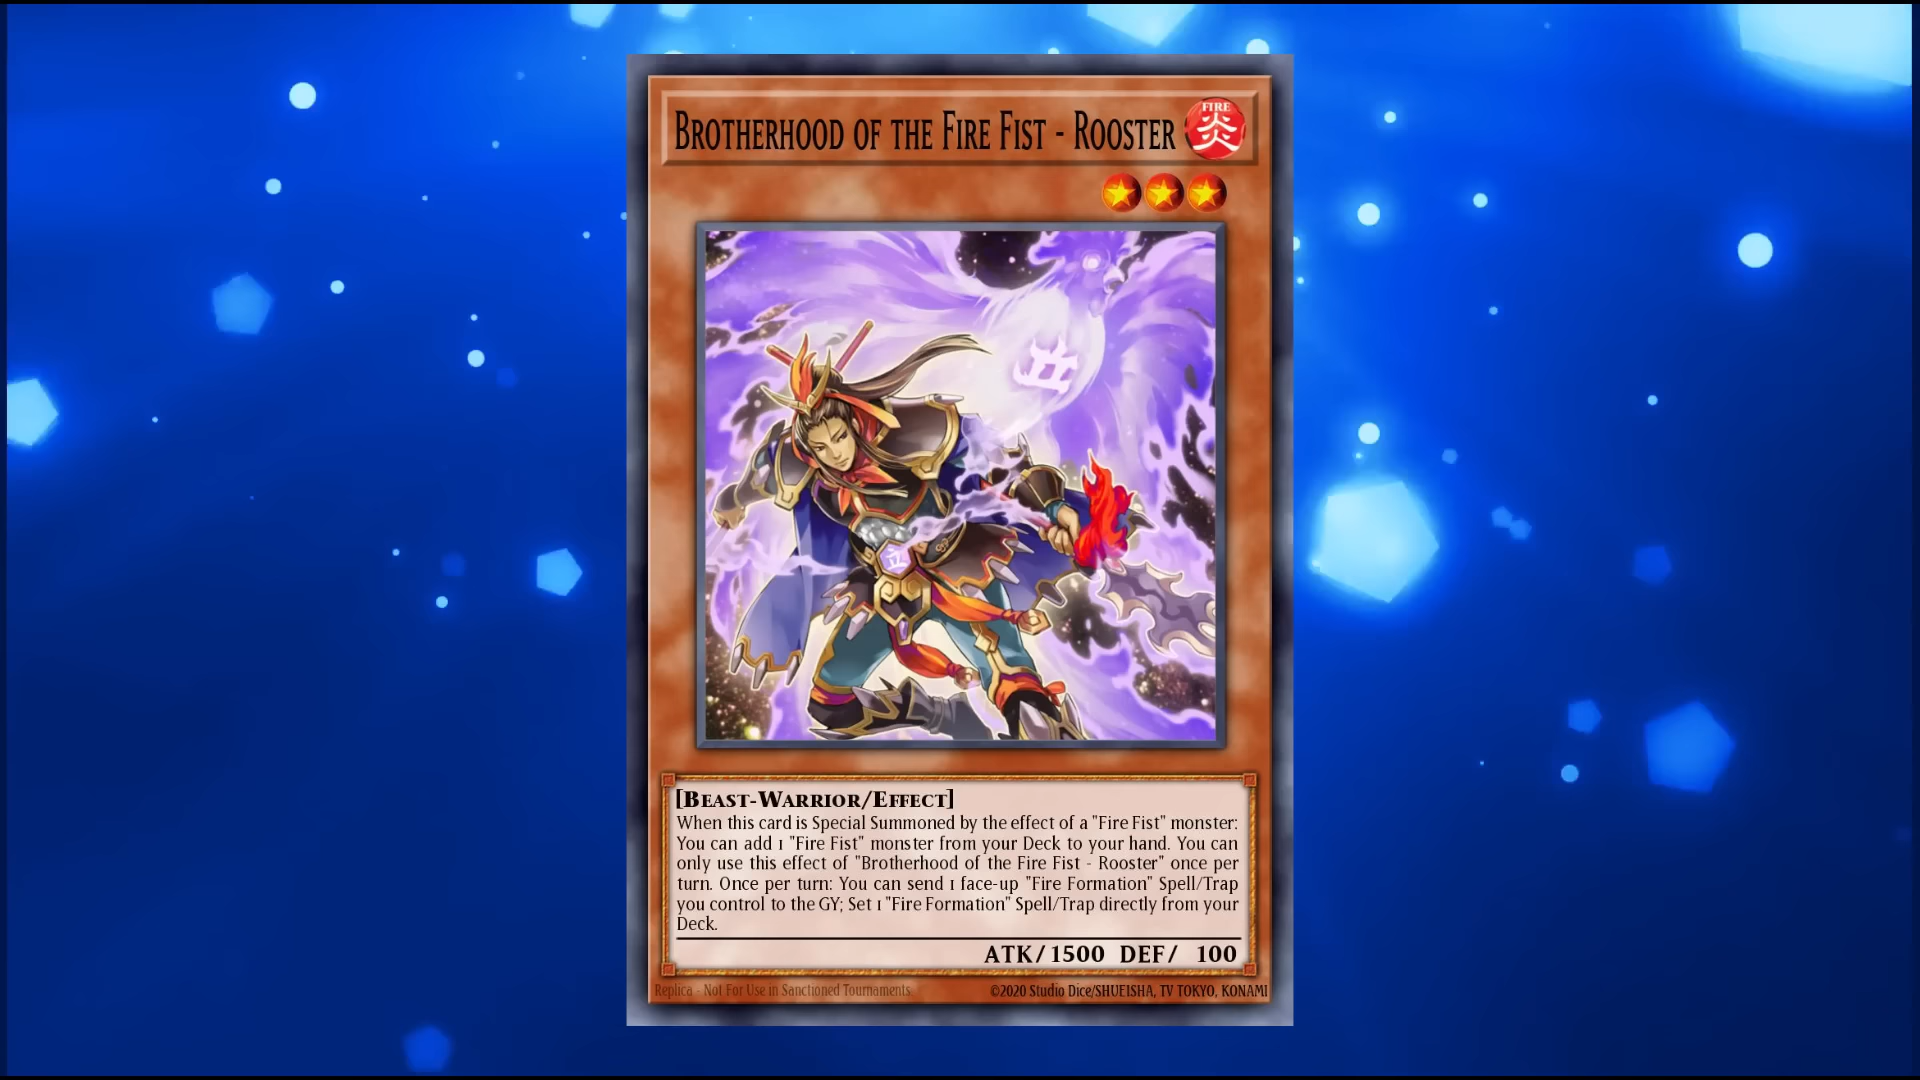 Brotherhood of the Fire Fist - Rooster
FIRE
炎
立
立
[Beast-Warrior/Effect]
When this card is Special Summoned by the effect of a "Fire Fist" monster:
You can add 1 "Fire Fist" monster from your Deck to your hand. You can
only use this effect of "Brotherhood of the Fire Fist - Rooster" once per
turn. Once per turn: You can send 1 face-up "Fire Formation" Spell/Trap
you control to the GY; Set 1 "Fire Formation" Spell/Trap directly from your
Deck.
ATK/1500 DEF/ 100
Replica - Not For Use in Sanctioned Tournaments
©2020 Studio Dice/SHUEISHA, TV TOKYO, KONAMI